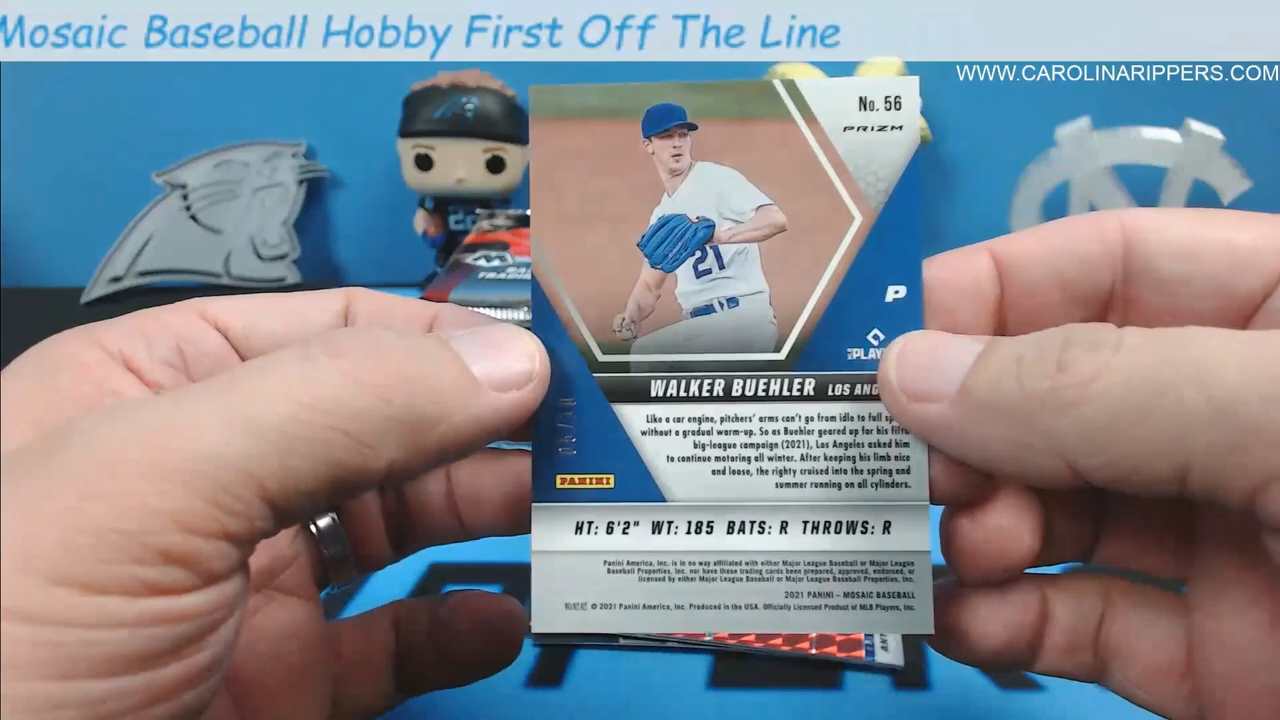 Mosaic Baseball Hobby First Off The Line
WWW.CAROLINARIPPERS.COM
No. 56
PRIZM
21
P
PLAY
WALKER BUEHLER LOS ANG
Like a car engine, pitchers' arms can't go from idle to full sp
without a gradual warm-up. So as Buehler geared up for his fifth
big-league campaign (2021), Los Angeles asked him
to continue motoring all winter. After keeping his limb nice
and loose, the righty cruised into the spring and
summer running on all cylinders.
PANINI
HT: 6'2" WT: 185 BATS: R THROWS: R
Panini America, Inc. is in no way affiliated with either Major League Baseball or Major League
Baseball Properties, Inc. nor have these trading cards been prepared, approved, endorsed, or
licensed by either Major League Baseball or Major League Baseball Properties, Inc.
2021 PANINI – MOSAIC BASEBALL
© 2021 Panini America, Inc. Produced in the USA. Officially Licensed Product of MLB Players, Inc.